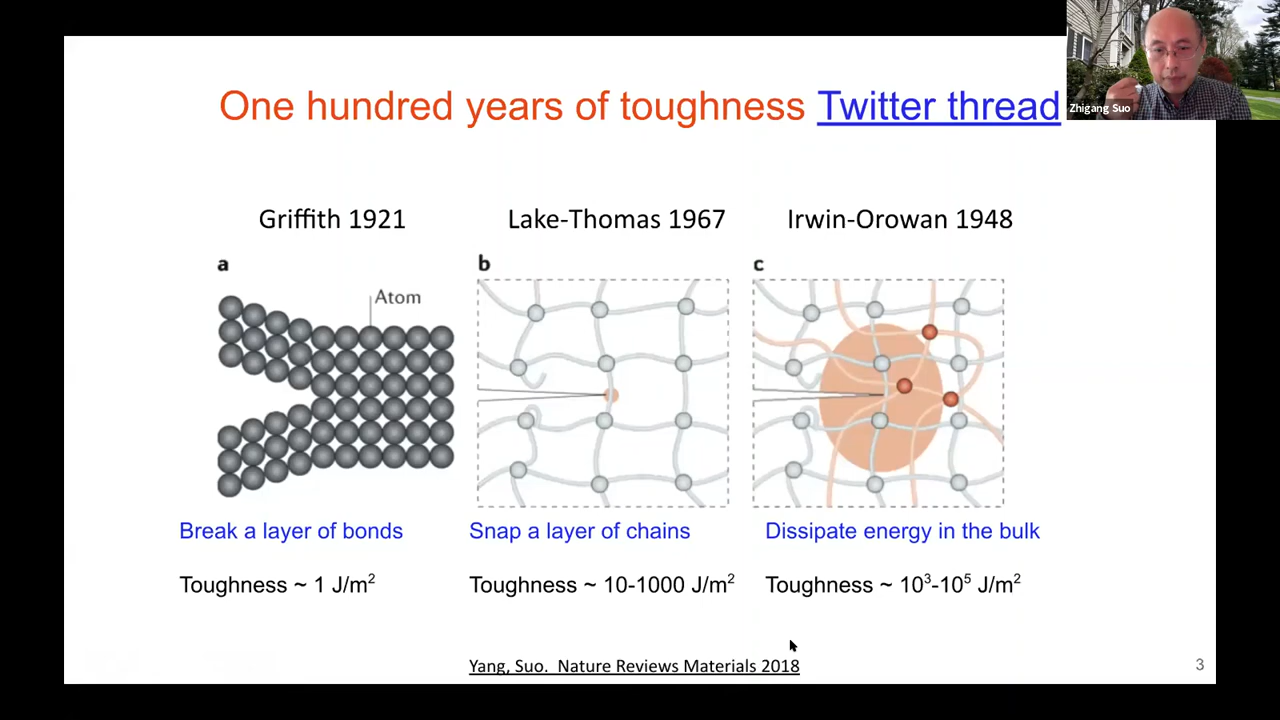 Zhigang Suo
One hundred years of toughness Twitter thread
Griffith 1921
Lake-Thomas 1967
Irwin-Orowan 1948
a
b
c
Atom
Break a layer of bonds
Snap a layer of chains
Dissipate energy in the bulk
Toughness ~ 1 J/m²
Toughness ~ 10-1000 J/m²
Toughness ~ 10³-10⁵ J/m²
Yang, Suo. Nature Reviews Materials 2018
3